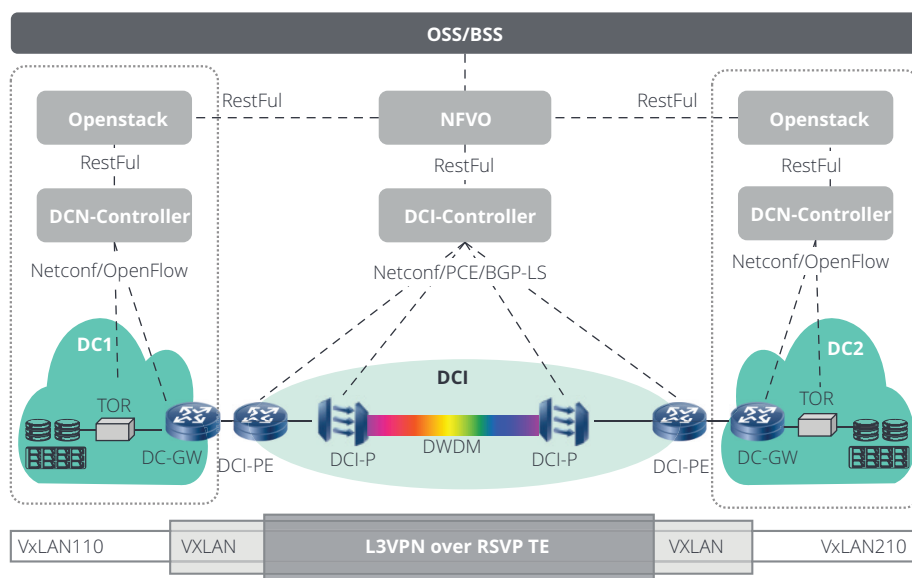 OSS/BSS
RestFul
RestFul
Openstack
NFVO
Openstack
RestFul
RestFul
RestFul
DCN-Controller
DCI-Controller
DCN-Controller
Netconf/OpenFlow
Netconf/PCE/BGP-LS
Netconf/OpenFlow
DC1
DCI
DC2
TOR
TOR
DC-GW
DCI-PE
DCI-P
DWDM
DCI-P
DCI-PE
DC-GW
VxLAN110
VXLAN
L3VPN over RSVP TE
VXLAN
VxLAN210